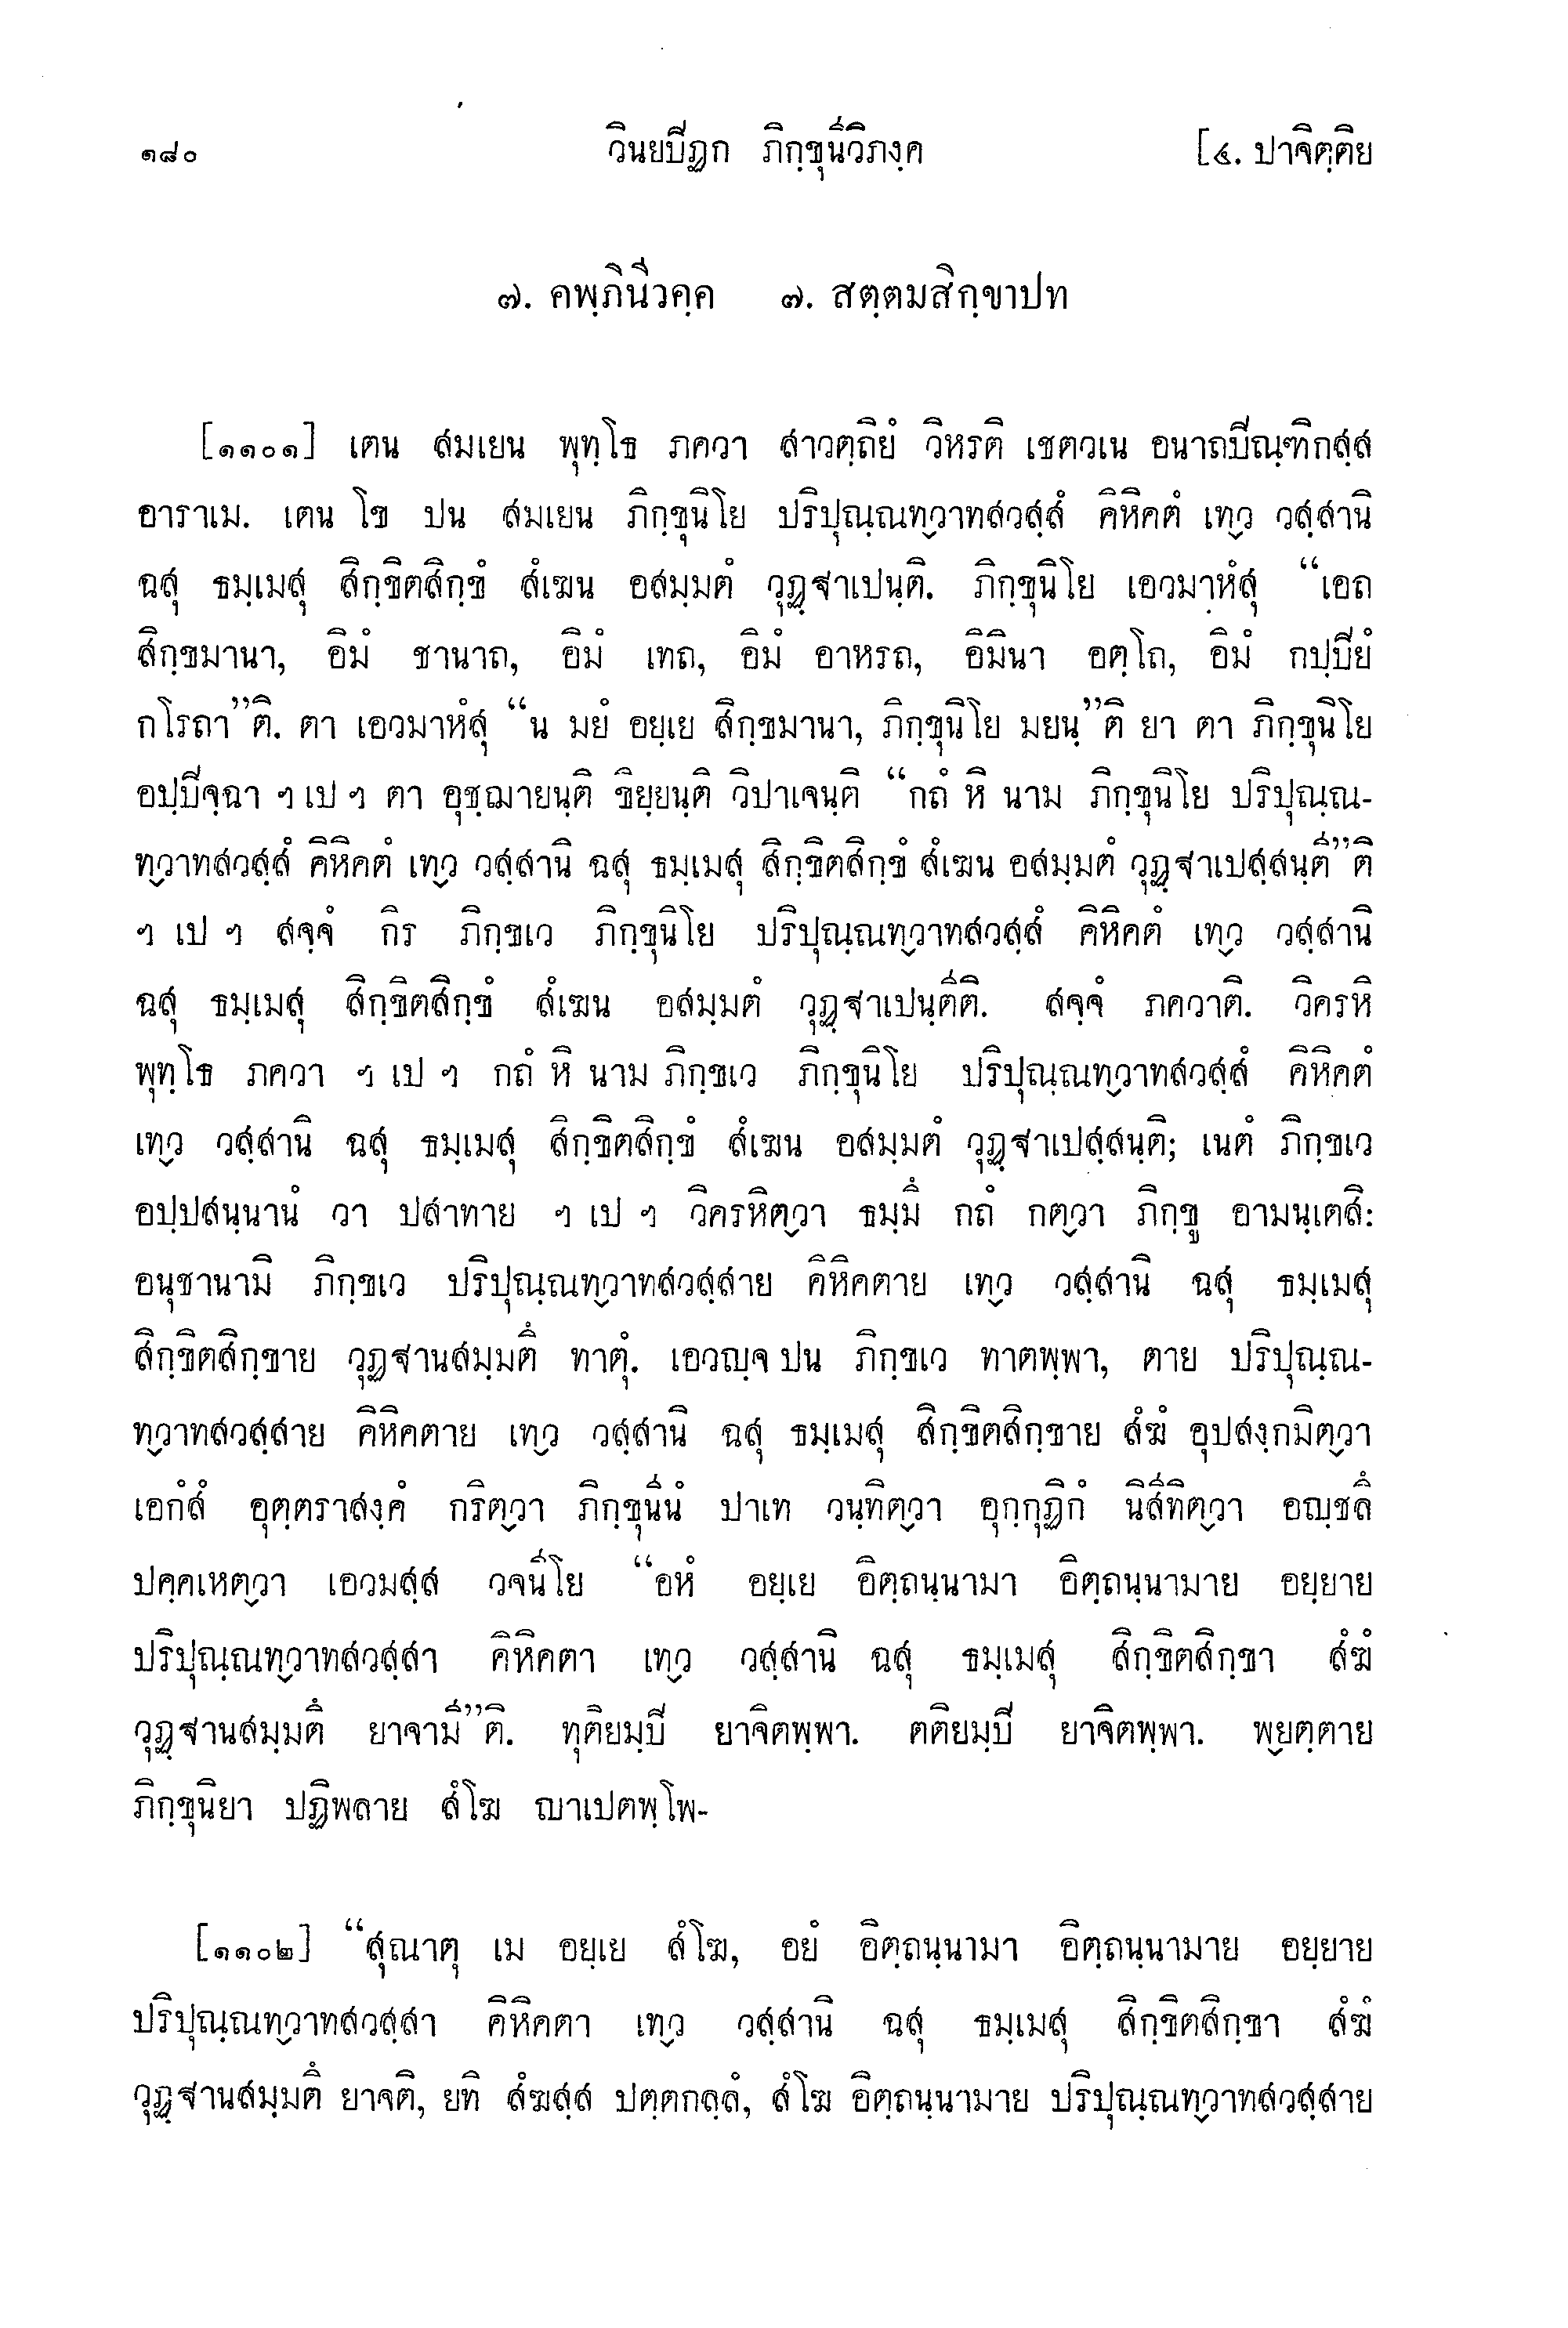 ๑๘๐ วินยปิฏก ภิกฺขุนีวิภงฺค [๔. ปาจิตฺติย
๗. คพฺภินีวคฺค ๗. สตฺตมสิกฺขาปท
[๑๑๐๑] เตน สมเยน พุทฺโธ ภควา สาวตฺถิยํ วิหรติ เชตวเน อนาถปิณฺฑิกสฺส
อาราเม. เตน โข ปน สมเยน ภิกฺขุนิโย ปริปุณฺณทฺวาทสวสฺสํ คิหิคตํ เทฺว วสฺสานิ
ฉสุ ธมฺเมสุ สิกฺขิตสิกฺขํ สํเฆน อสมฺมตํ วุฏฺฐาเปนฺติ. ภิกฺขุนิโย เอวมาหํสุ “เอถ
สิกฺขมานา, อิมํ ชานาถ, อิมํ เทถ, อิมํ อาหรถ, อิมินา อตฺโถ, อิมํ กปฺปิยํ
กโรถา”ติ. ตา เอวมาหํสุ “น มยํ อยฺเย สิกฺขมานา, ภิกฺขุนิโย มยนฺ”ติ ยา ตา ภิกฺขุนิโย
อปฺปิจฺฉา ฯ เป ฯ ตา อุชฺฌายนฺติ ขิยฺยนฺติ วิปาเจนฺติ “กถํ หิ นาม ภิกฺขุนิโย ปริปุณฺณ-
ทฺวาทสวสฺสํ คิหิคตํ เทฺว วสฺสานิ ฉสุ ธมฺเมสุ สิกฺขิตสิกฺขํ สํเฆน อสมฺมตํ วุฏฺฐาเปสฺสนฺตี”ติ
ฯ เป ฯ สจฺจํ กิร ภิกฺขเว ภิกฺขุนิโย ปริปุณฺณทฺวาทสวสฺสํ คิหิคตํ เทฺว วสฺสานิ
ฉสุ ธมฺเมสุ สิกฺขิตสิกฺขํ สํเฆน อสมฺมตํ วุฏฺฐาเปนฺตีติ. สจฺจํ ภควาติ. วิครหิ
พุทฺโธ ภควา ฯ เป ฯ กถํ หิ นาม ภิกฺขเว ภิกฺขุนิโย ปริปุณฺณทฺวาทสวสฺสํ คิหิคตํ
เทฺว วสฺสานิ ฉสุ ธมฺเมสุ สิกฺขิตสิกฺขํ สํเฆน อสมฺมตํ วุฏฺฐาเปสฺสนฺติ; เนตํ ภิกฺขเว
อปฺปสนฺนานํ วา ปสาทาย ฯ เป ฯ วิครหิตฺวา ธมฺมึ กถํ กตฺวา ภิกฺขู อามนฺเตสิ:
อนุชานามิ ภิกฺขเว ปริปุณฺณทฺวาทสวสฺสาย คิหิคตาย เทฺว วสฺสานิ ฉสุ ธมฺเมสุ
สิกฺขิตสิกฺขาย วุฏฺฐานสมฺมตึ ทาตุํ. เอวญฺจ ปน ภิกฺขเว ทาตพฺพา, ตาย ปริปุณฺณ-
ทฺวาทสวสฺสาย คิหิคตาย เทฺว วสฺสานิ ฉสุ ธมฺเมสุ สิกฺขิตสิกฺขาย สํฆํ อุปสงฺกมิตฺวา
เอกํสํ อุตฺตราสงฺคํ กริตฺวา ภิกฺขุนีนํ ปาเท วนฺทิตฺวา อุกฺกุฏิกํ นิสีทิตฺวา อญฺชลึ
ปคฺคเหตฺวา เอวมสฺส วจนีโย “อหํ อยฺเย อิตฺถนฺนามา อิตฺถนฺนามาย อยฺยาย
ปริปุณฺณทฺวาทสวสฺสา คิหิคตา เทฺว วสฺสานิ ฉสุ ธมฺเมสุ สิกฺขิตสิกฺขา สํฆํ
วุฏฺฐานสมฺมตึ ยาจามี”ติ. ทุติยมฺปิ ยาจิตพฺพา. ตติยมฺปิ ยาจิตพฺพา. พฺยตฺตาย
ภิกฺขุนิยา ปฏิพลาย สํโฆ ญาเปตพฺโพ-
[๑๑๐๒] “สุณาตุ เม อยฺเย สํโฆ, อยํ อิตฺถนฺนามา อิตฺถนฺนามาย อยฺยาย
ปริปุณฺณทฺวาทสวสฺสา คิหิคตา เทฺว วสฺสานิ ฉสุ ธมฺเมสุ สิกฺขิตสิกฺขา สํฆํ
วุฏฺฐานสมฺมตึ ยาจติ, ยทิ สํฆสฺส ปตฺตกลฺลํ, สํโฆ อิตฺถนฺนามาย ปริปุณฺณทฺวาทสวสฺสาย